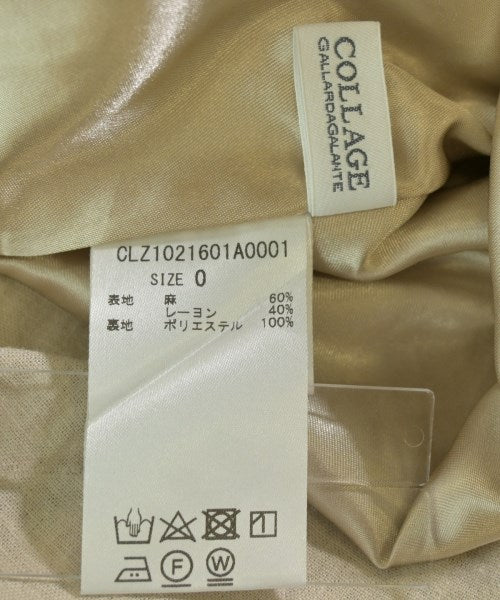 COLLAGE
GALLARDAGALANTE
CLZ1021601A0001
SIZE 0
表地 麻 60%
レーヨン 40%
裏地 ポリエステル 100%
F W